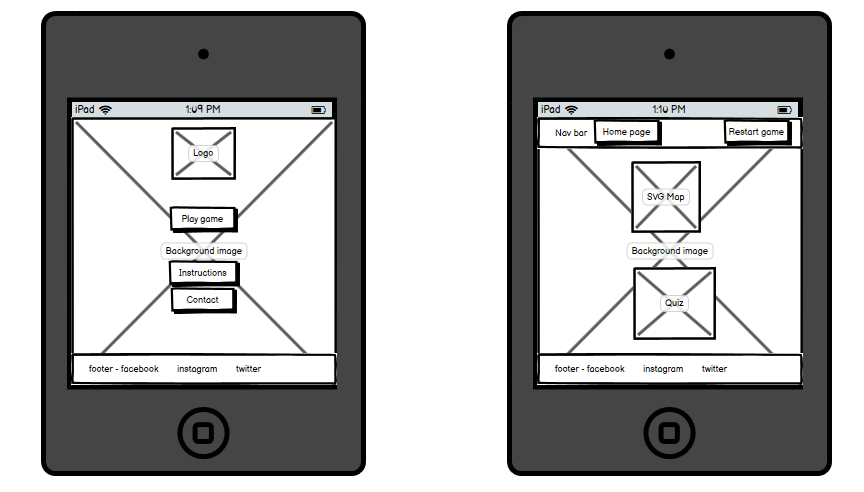 iPad 1:09 PM
Logo
Play game
Background image
Instructions
Contact
footer - facebook instagram twitter
iPad 1:10 PM
Nav bar Home page Restart game
SVG Map
Background image
Quiz
footer - facebook instagram twitter